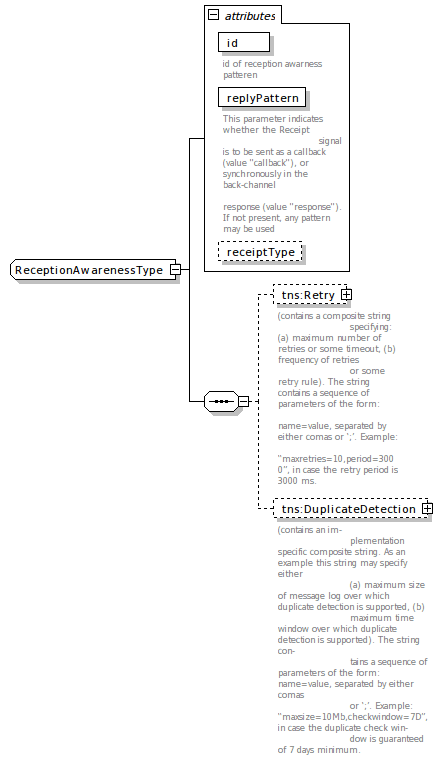 attributes
id
id of reception awarness
patteren
replyPattern
This parameter indicates
whether the Receipt
signal
is to be sent as a callback
(value "callback"), or
synchronously in the
back-channel
response (value "response").
If not present, any pattern
may be used
receiptType
ReceptionAwarenessType
tns:Retry
(contains a composite string
specifying:
(a) maximum number of
retries or some timeout, (b)
frequency of retries
or some
retry rule). The string
contains a sequence of
parameters of the form:
name=value, separated by
either comas or ';'. Example:
"maxretries=10,period=300
0", in case the retry period is
3000 ms.
tns:DuplicateDetection
(contains an im-
plementation
specific composite string. As an
example this string may specify
either
(a) maximum size
of message log over which
duplicate detection is supported, (b)
maximum time
window over which duplicate
detection is supported). The string
con-
tains a sequence of
parameters of the form:
name=value, separated by either
comas
or ';'. Example:
"maxsize=10Mb,checkwindow=7D",
in case the duplicate check win-
dow is guaranteed
of 7 days minimum.